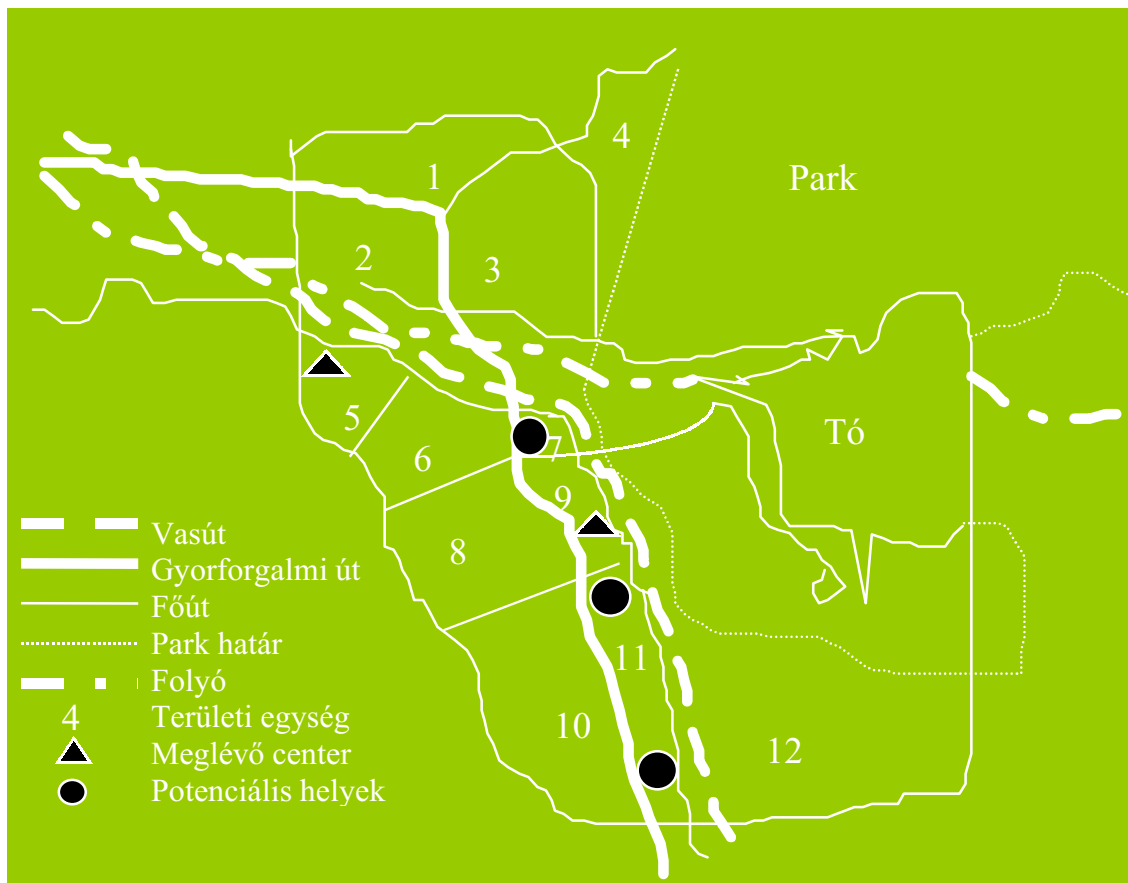 4
Park
1
2
3
5
6
7
Tó
9
8
11
10
12
Vasút
Gyorforgalmi út
Főút
Park határ
Folyó
4 Területi egység
Meglévő center
Potenciális helyek